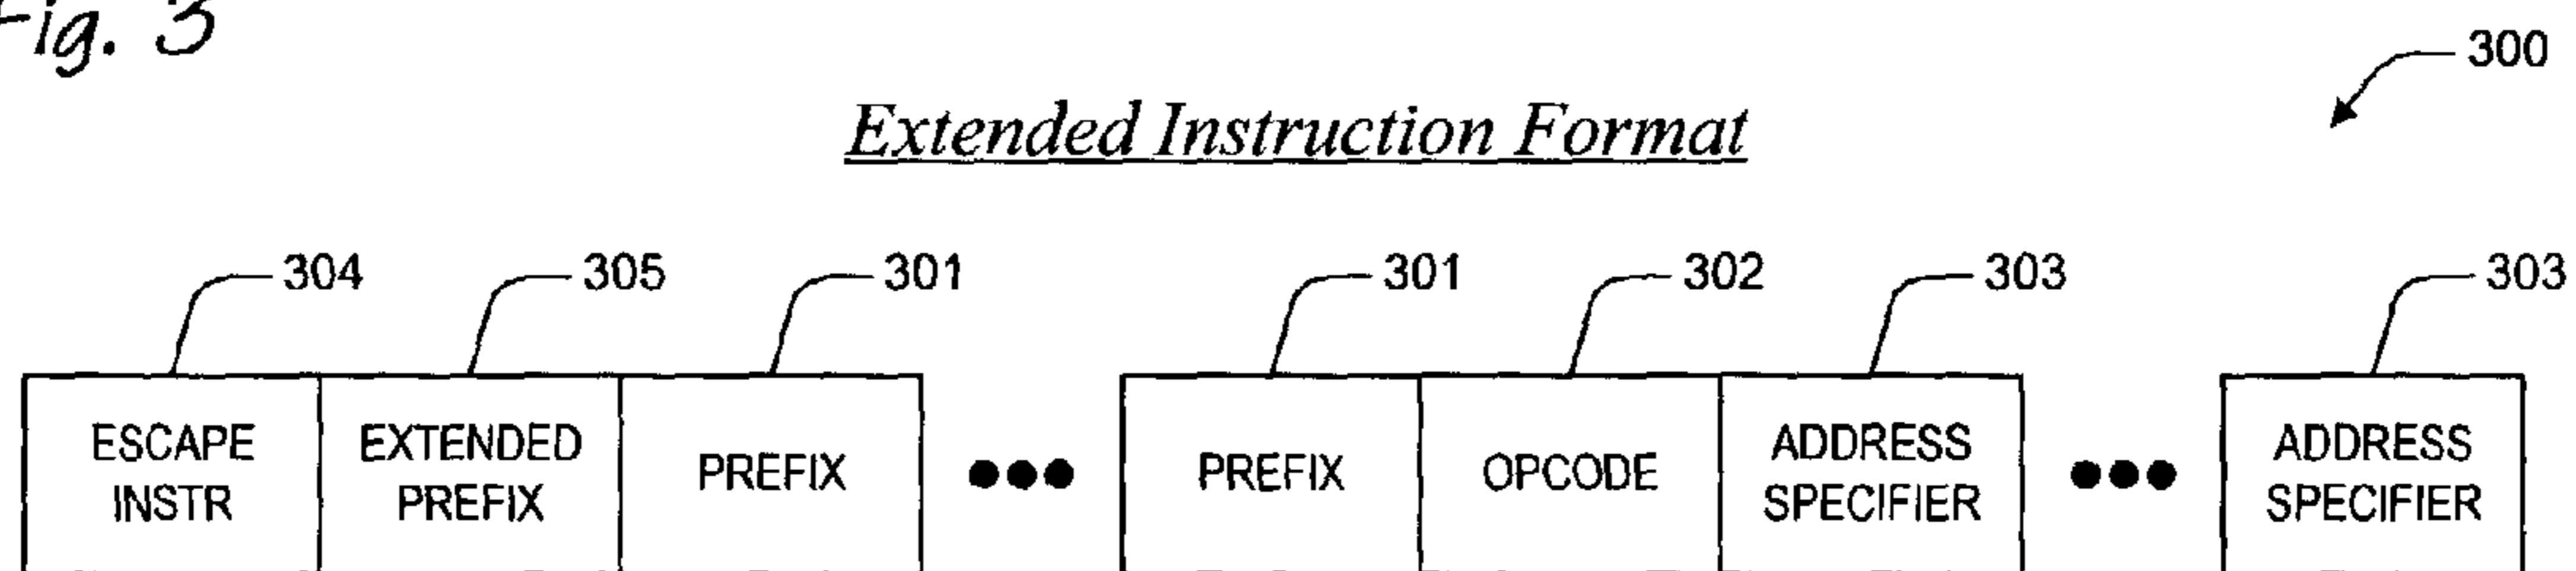 Fig. 3
300
Extended Instruction Format
304 305 301 301 302 303 303
ESCAPE INSTR
EXTENDED PREFIX
PREFIX
PREFIX
OPCODE
ADDRESS SPECIFIER
ADDRESS SPECIFIER